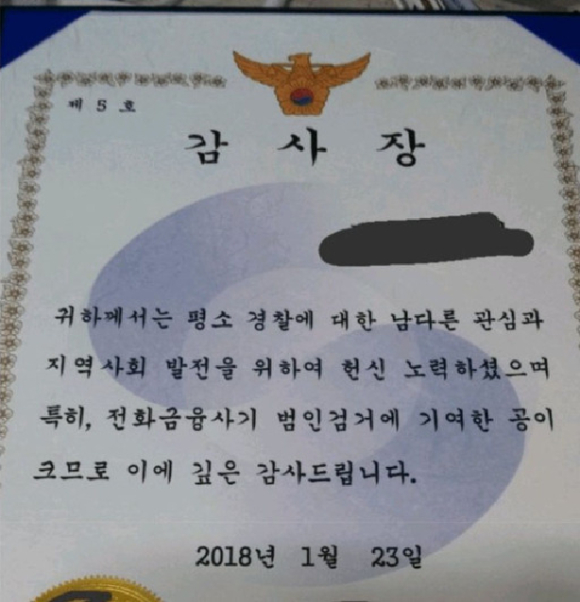 제 5 호
감 사 장
귀하께서는 평소 경찰에 대한 남다른 관심과
지역사회 발전을 위하여 헌신 노력하셨으며
특히, 전화금융사기 범인검거에 기여한 공이
크므로 이에 깊은 감사드립니다.
2018년 1월 23일